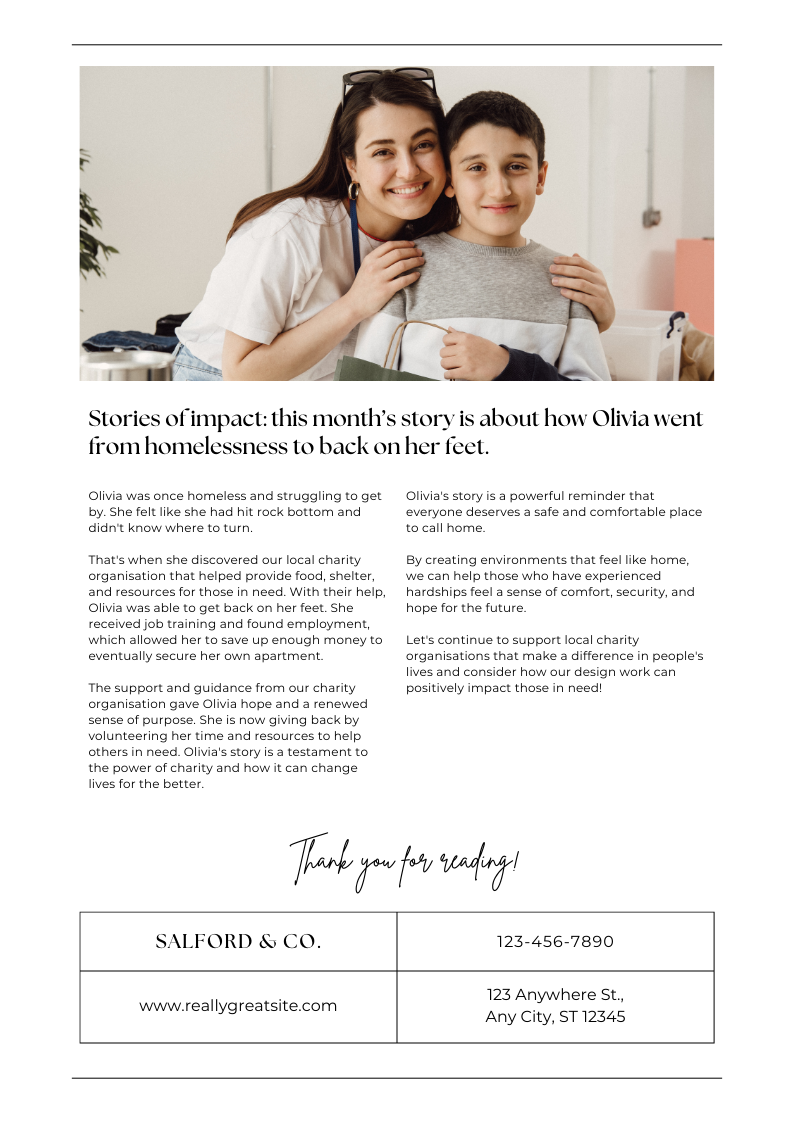 Stories of impact: this month's story is about how Olivia went
from homelessness to back on her feet.
Olivia was once homeless and struggling to get
by. She felt like she had hit rock bottom and
didn't know where to turn.
That's when she discovered our local charity
organisation that helped provide food, shelter,
and resources for those in need. With their help,
Olivia was able to get back on her feet. She
received job training and found employment,
which allowed her to save up enough money to
eventually secure her own apartment.
The support and guidance from our charity
organisation gave Olivia hope and a renewed
sense of purpose. She is now giving back by
volunteering her time and resources to help
others in need. Olivia's story is a testament to
the power of charity and how it can change
lives for the better.
Olivia's story is a powerful reminder that
everyone deserves a safe and comfortable place
to call home.
By creating environments that feel like home,
we can help those who have experienced
hardships feel a sense of comfort, security, and
hope for the future.
Let's continue to support local charity
organisations that make a difference in people's
lives and consider how our design work can
positively impact those in need!
Thank you for reading!
SALFORD & CO.
123-456-7890
www.reallygreatsite.com
123 Anywhere St.,
Any City, ST 12345